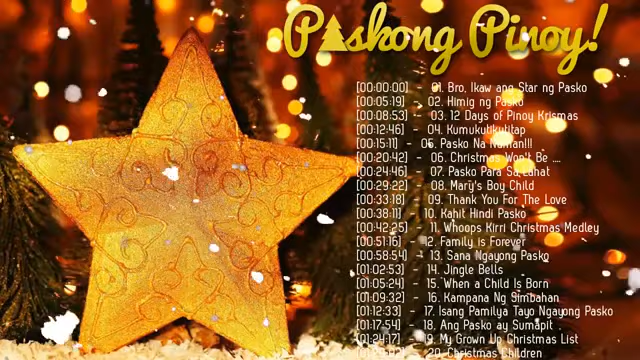 Paskong Pinoy!
[00:00:00] - 01. Bro, Ikaw ang Star ng Pasko
[00:05:19] - 02. Himig ng Pasko
[00:08:53] - 03. 12 Days of Pinoy Krismas
[00:12:46] - 04. Kumukutikutitap
[00:15:11] - 05. Pasko Na Naman!!!
[00:20:42] - 06. Christmas Won't Be ....
[00:24:46] - 07. Pasko Para Sa Lahat
[00:29:22] - 08. Mary's Boy Child
[00:33:18] 09. Thank You For The Love
[00:38:11] - 10. Kahit Hindi Pasko
[00:42:25] - 11. Whoops Kirri Christmas Medley
[00:51:16] - 12. Family is Forever
[00:58:54] - 13. Sana Ngayong Pasko
[01:02:53] - 14. Jingle Bells
[01:05:24] - 15. When a Child Is Born
[01:09:32] - 16. Kampana Ng Simbahan
[01:12:33] - 17. Isang Pamilya Tayo Ngayong Pasko
[01:17:54] - 18. Ang Pasko ay Sumapit
[01:24:17] - 19. My Grown Up Christmas List
- 20. Christmas Children